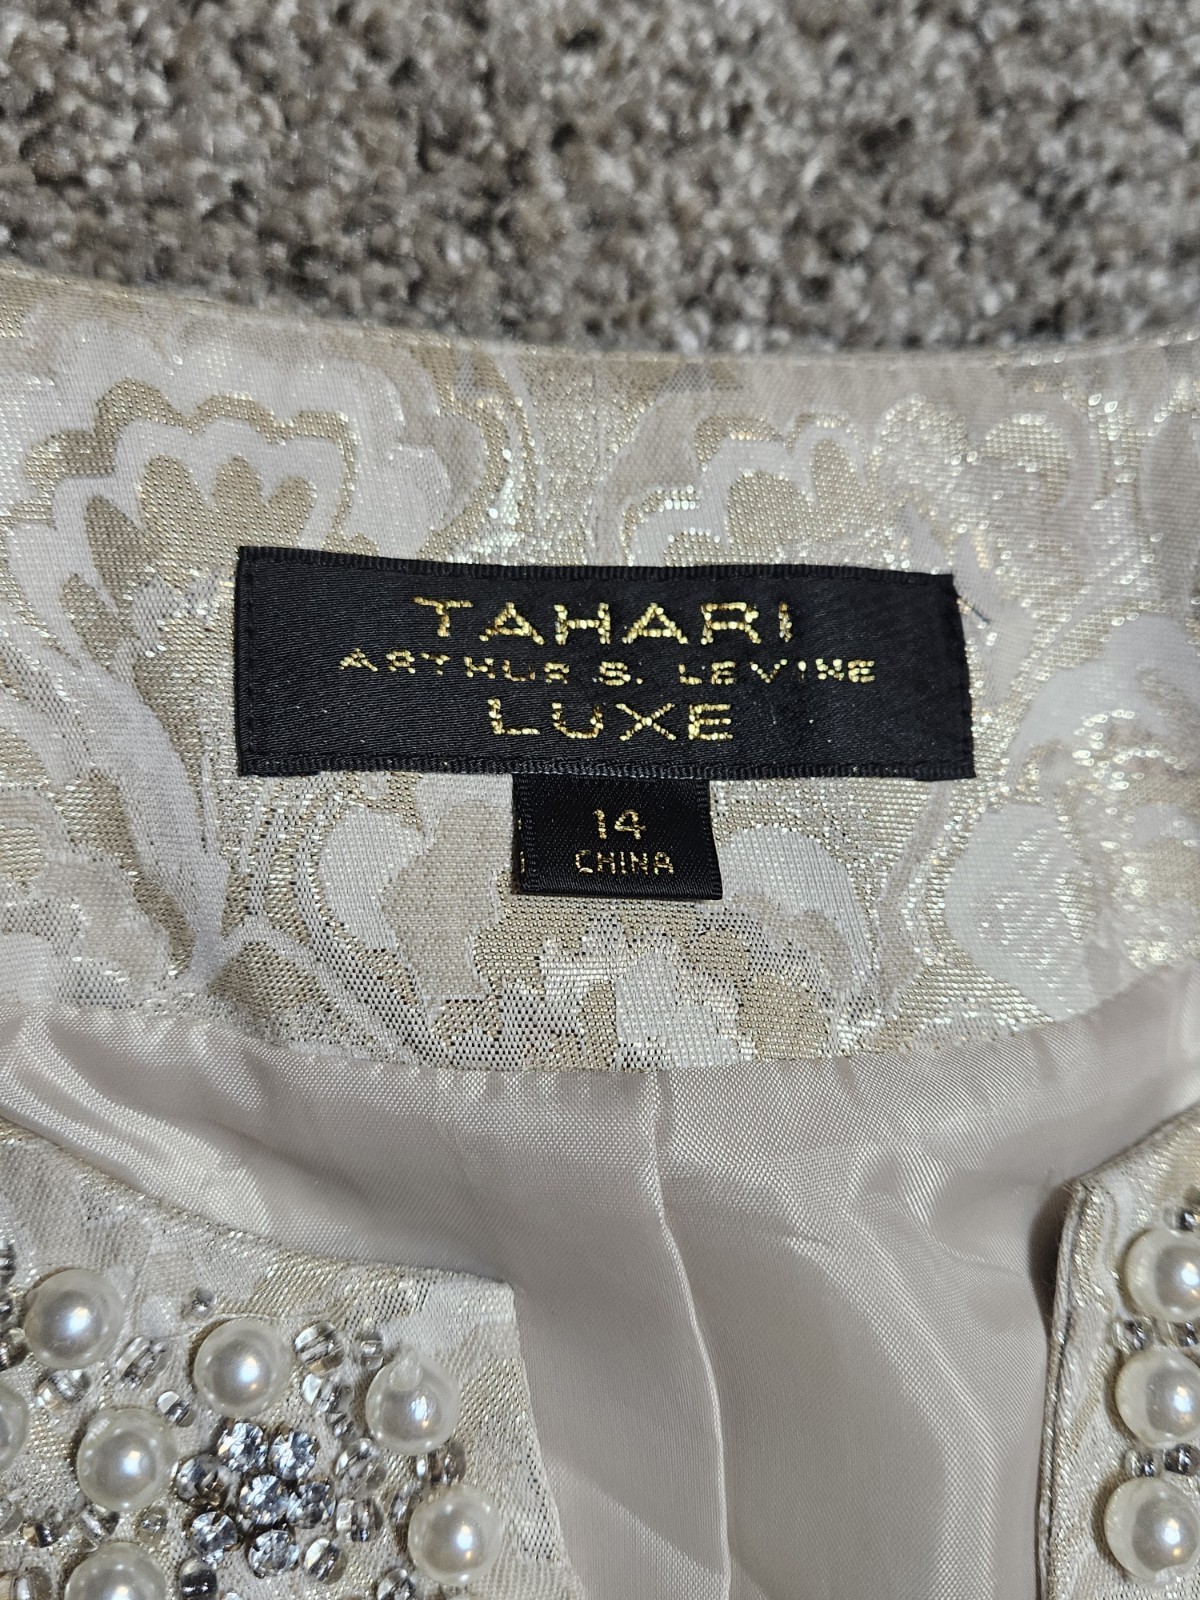 TAHARI
ARTHUR S. LEVINE
LUXE
14
CHINA